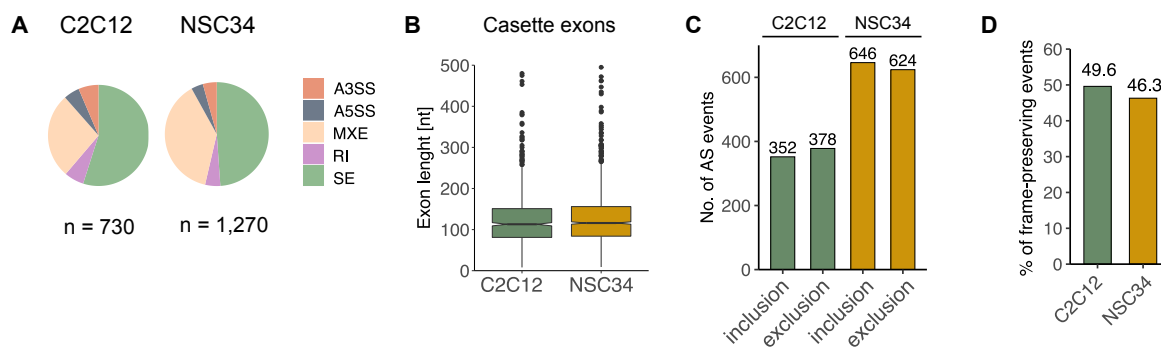 A
C2C12
NSC34
A3SS
A5SS
MXE
RI
SE
n = 730
n = 1,270
B
Casette exons
Exon lenght [nt]
500
400
300
200
100
0
C2C12
NSC34
C
C2C12
NSC34
No. of AS events
600
400
200
0
352
378
646
624
inclusion
exclusion
inclusion
exclusion
D
% of frame-preserving events
60
50
40
30
20
10
0
49.6
46.3
C2C12
NSC34